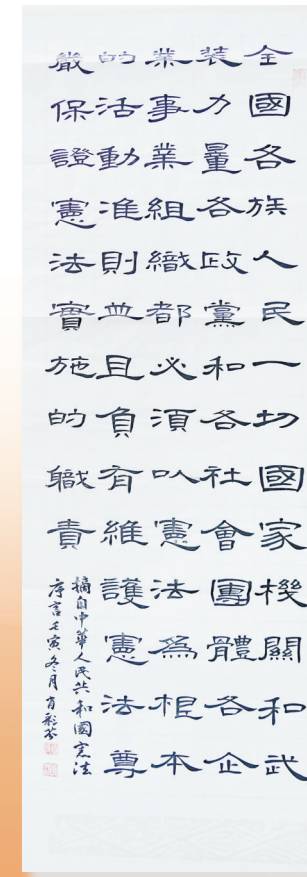 全國各族人民一切國家機關和武
装力量各政黨和各社會團體各企
業事業組織都必須以憲法爲根本
的活動准則並且負有維護憲法尊
嚴保證憲法實施的職責
摘自中華人民共和國憲法
序言壬寅冬月